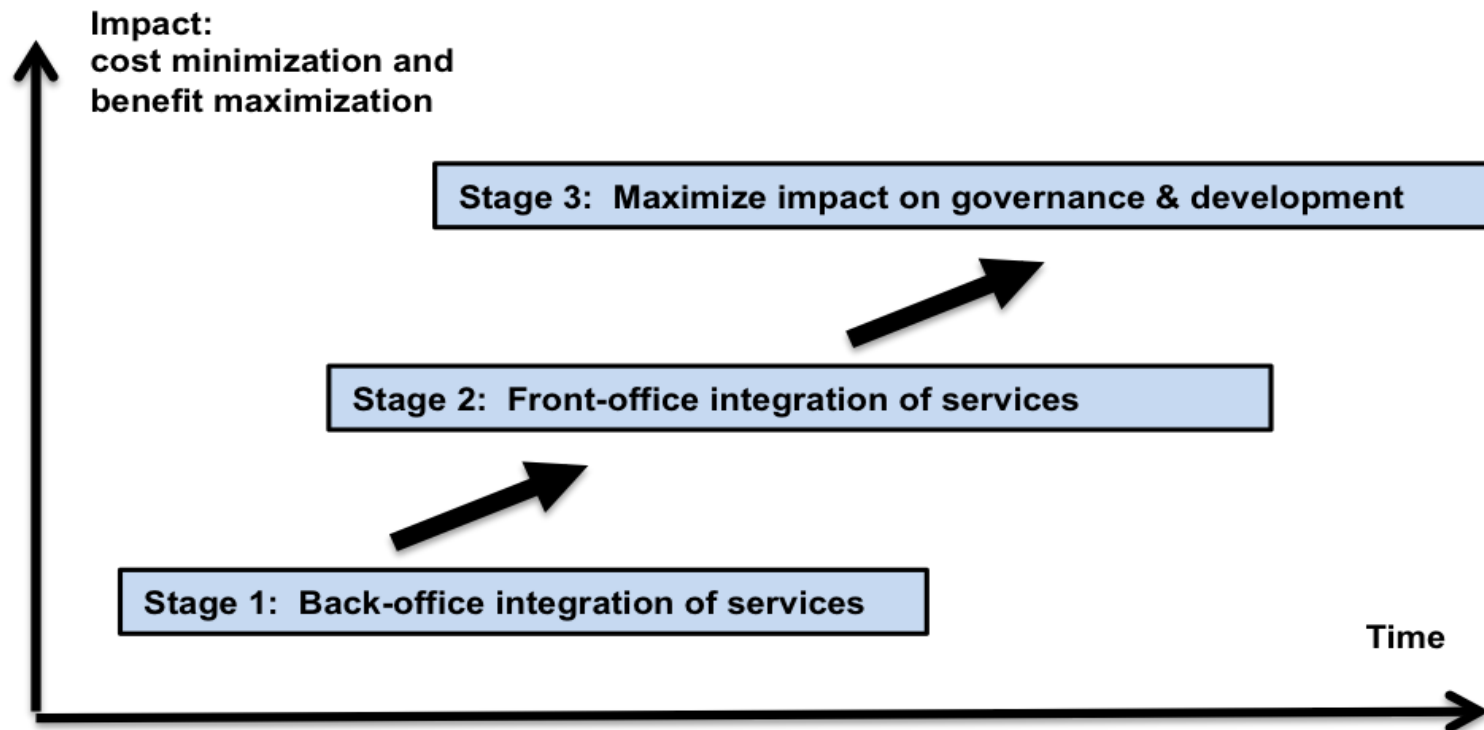 Impact:
cost minimization and
benefit maximization
Stage 3:  Maximize impact on governance & development
Stage 2:  Front-office integration of services
Stage 1:  Back-office integration of services
Time